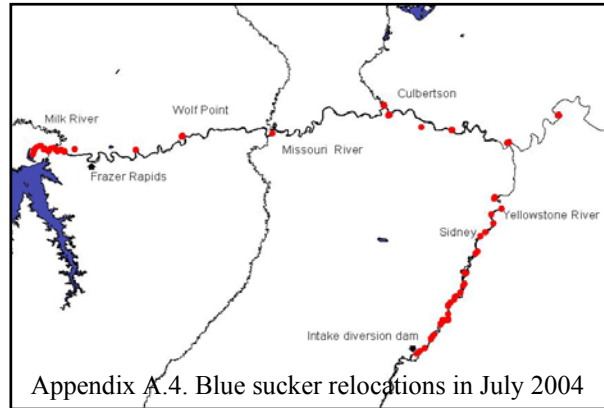 Culbertson
Wolf Point
Milk River
Missouri River
Frazer Rapids
Yellowstone River
Sidney
Intake diversion dam
Appendix A.4. Blue sucker relocations in July 2004